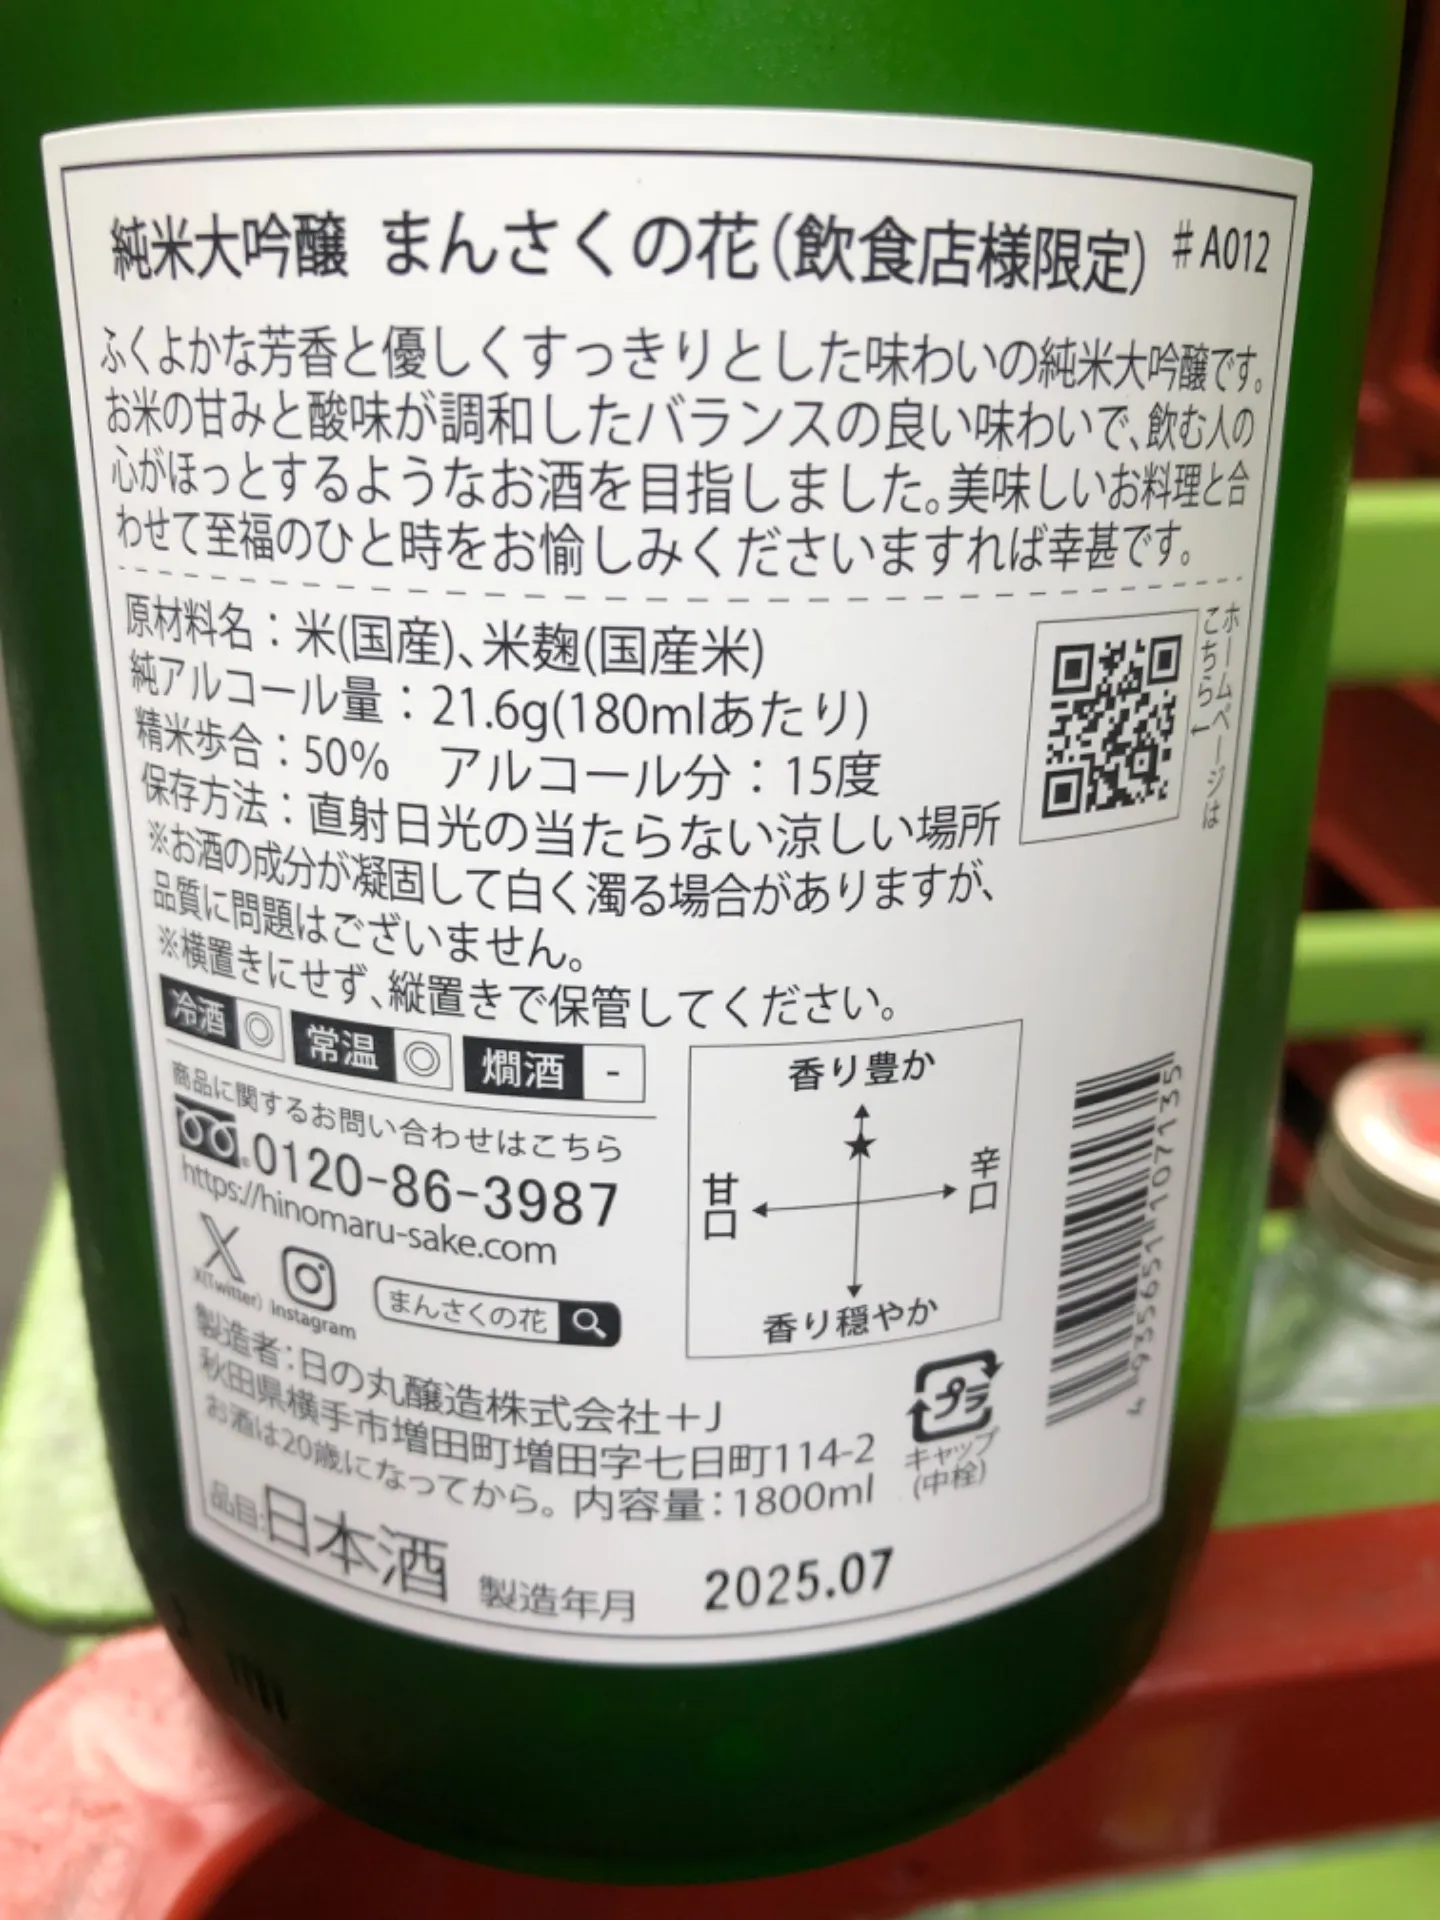 純米大吟醸 まんさくの花(飲食店様限定) #A012
ふくよかな芳香と優しくすっきりとした味わいの純米大吟醸です。
お米の甘みと酸味が調和したバランスの良い味わいで、飲む人の
心がほっとするようなお酒を目指しました。美味しいお料理と合
わせて至福のひと時をお愉しみくださいますれば幸甚です。
原材料名：米(国産)、米麹(国産米)
純アルコール量：21.6g(180mlあたり)
精米歩合：50% アルコール分：15度
保存方法：直射日光の当たらない涼しい場所
※お酒の成分が凝固して白く濁る場合がありますが、
品質に問題はございません。
※横置きにせず、縦置きで保管してください。
ホームページは
こちら↓
冷酒 ◎ 常温 ◎ 燗酒 -
商品に関するお問い合わせはこちら
0120-86-3987
https://hinomaru-sake.com
X(Twitter) Instagram まんさくの花
香り豊か
甘口 辛口
香り穏やか
4935651107135
製造者：日の丸醸造株式会社+J
秋田県横手市増田町増田字七日町114-2
お酒は20歳になってから。 内容量：1800ml
プラ
キャップ
(中栓)
品目:日本酒 製造年月 2025.07